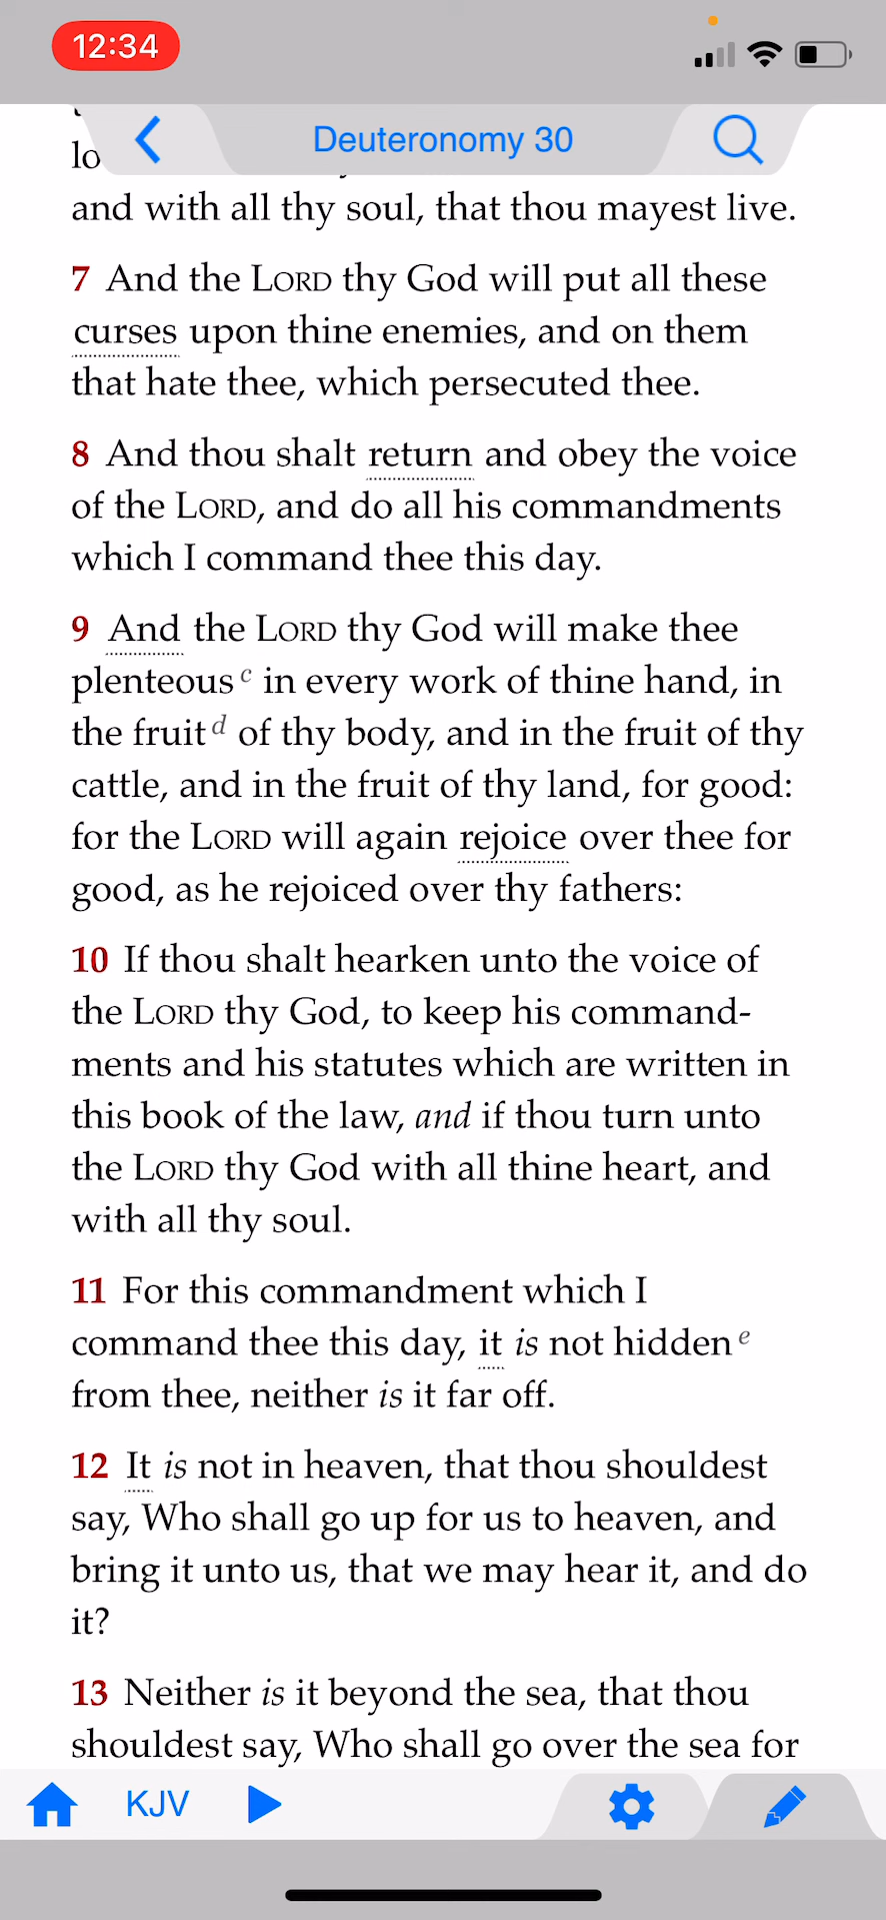 12:34
Deuteronomy 30
lo
and with all thy soul, that thou mayest live.
7 And the LORD thy God will put all these
curses upon thine enemies, and on them
that hate thee, which persecuted thee.
8 And thou shalt return and obey the voice
of the LORD, and do all his commandments
which I command thee this day.
9 And the LORD thy God will make thee
plenteous c in every work of thine hand, in
the fruit d of thy body, and in the fruit of thy
cattle, and in the fruit of thy land, for good:
for the LORD will again rejoice over thee for
good, as he rejoiced over thy fathers:
10 If thou shalt hearken unto the voice of
the LORD thy God, to keep his command-
ments and his statutes which are written in
this book of the law, and if thou turn unto
the LORD thy God with all thine heart, and
with all thy soul.
11 For this commandment which I
command thee this day, it is not hidden e
from thee, neither is it far off.
12 It is not in heaven, that thou shouldest
say, Who shall go up for us to heaven, and
bring it unto us, that we may hear it, and do
it?
13 Neither is it beyond the sea, that thou
shouldest say, Who shall go over the sea for
KJV